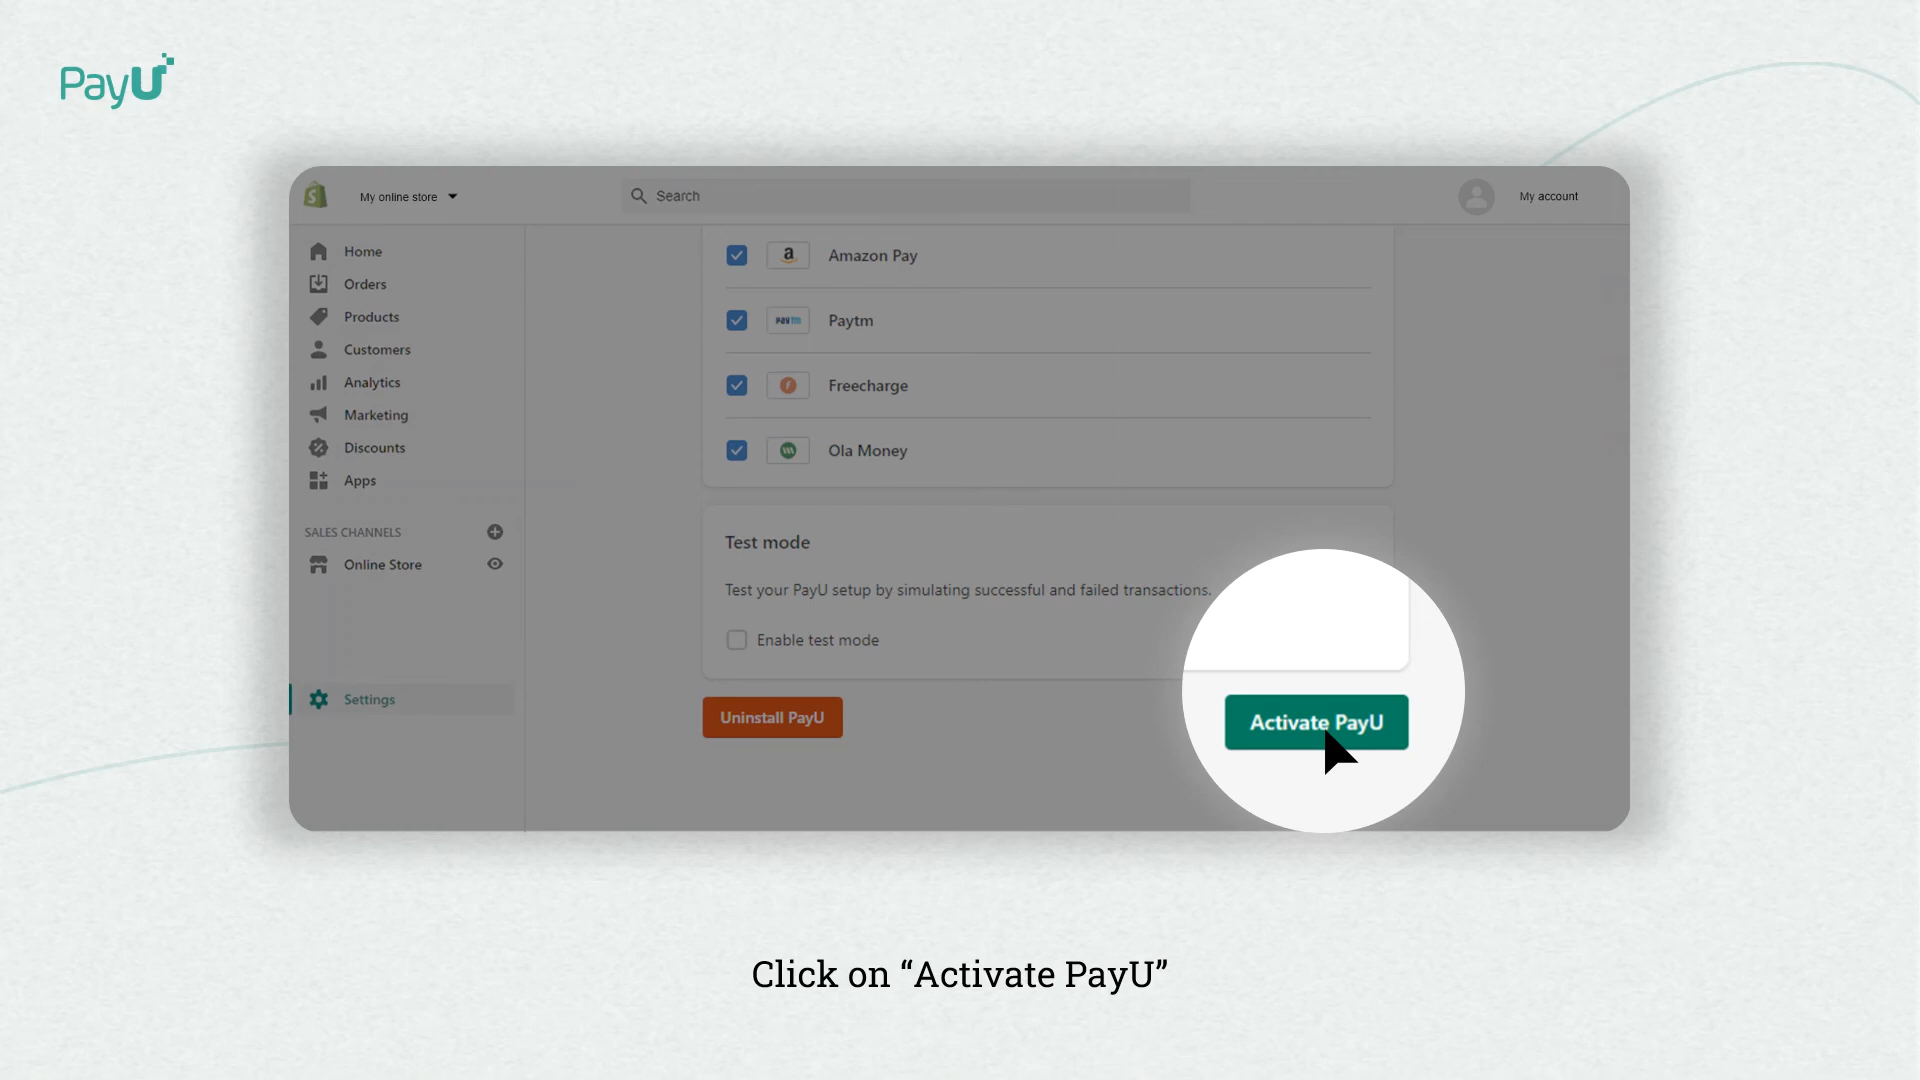 PayU
My online store
Search
My account
Home
Orders
Products
Customers
Analytics
Marketing
Discounts
Apps
SALES CHANNELS
Online Store
Settings
a
Amazon Pay
paytm
Paytm
f
Freecharge
Ola Money
Test mode
Test your PayU setup by simulating successful and failed transactions.
Enable test mode
Uninstall PayU
Activate PayU
Click on “Activate PayU”